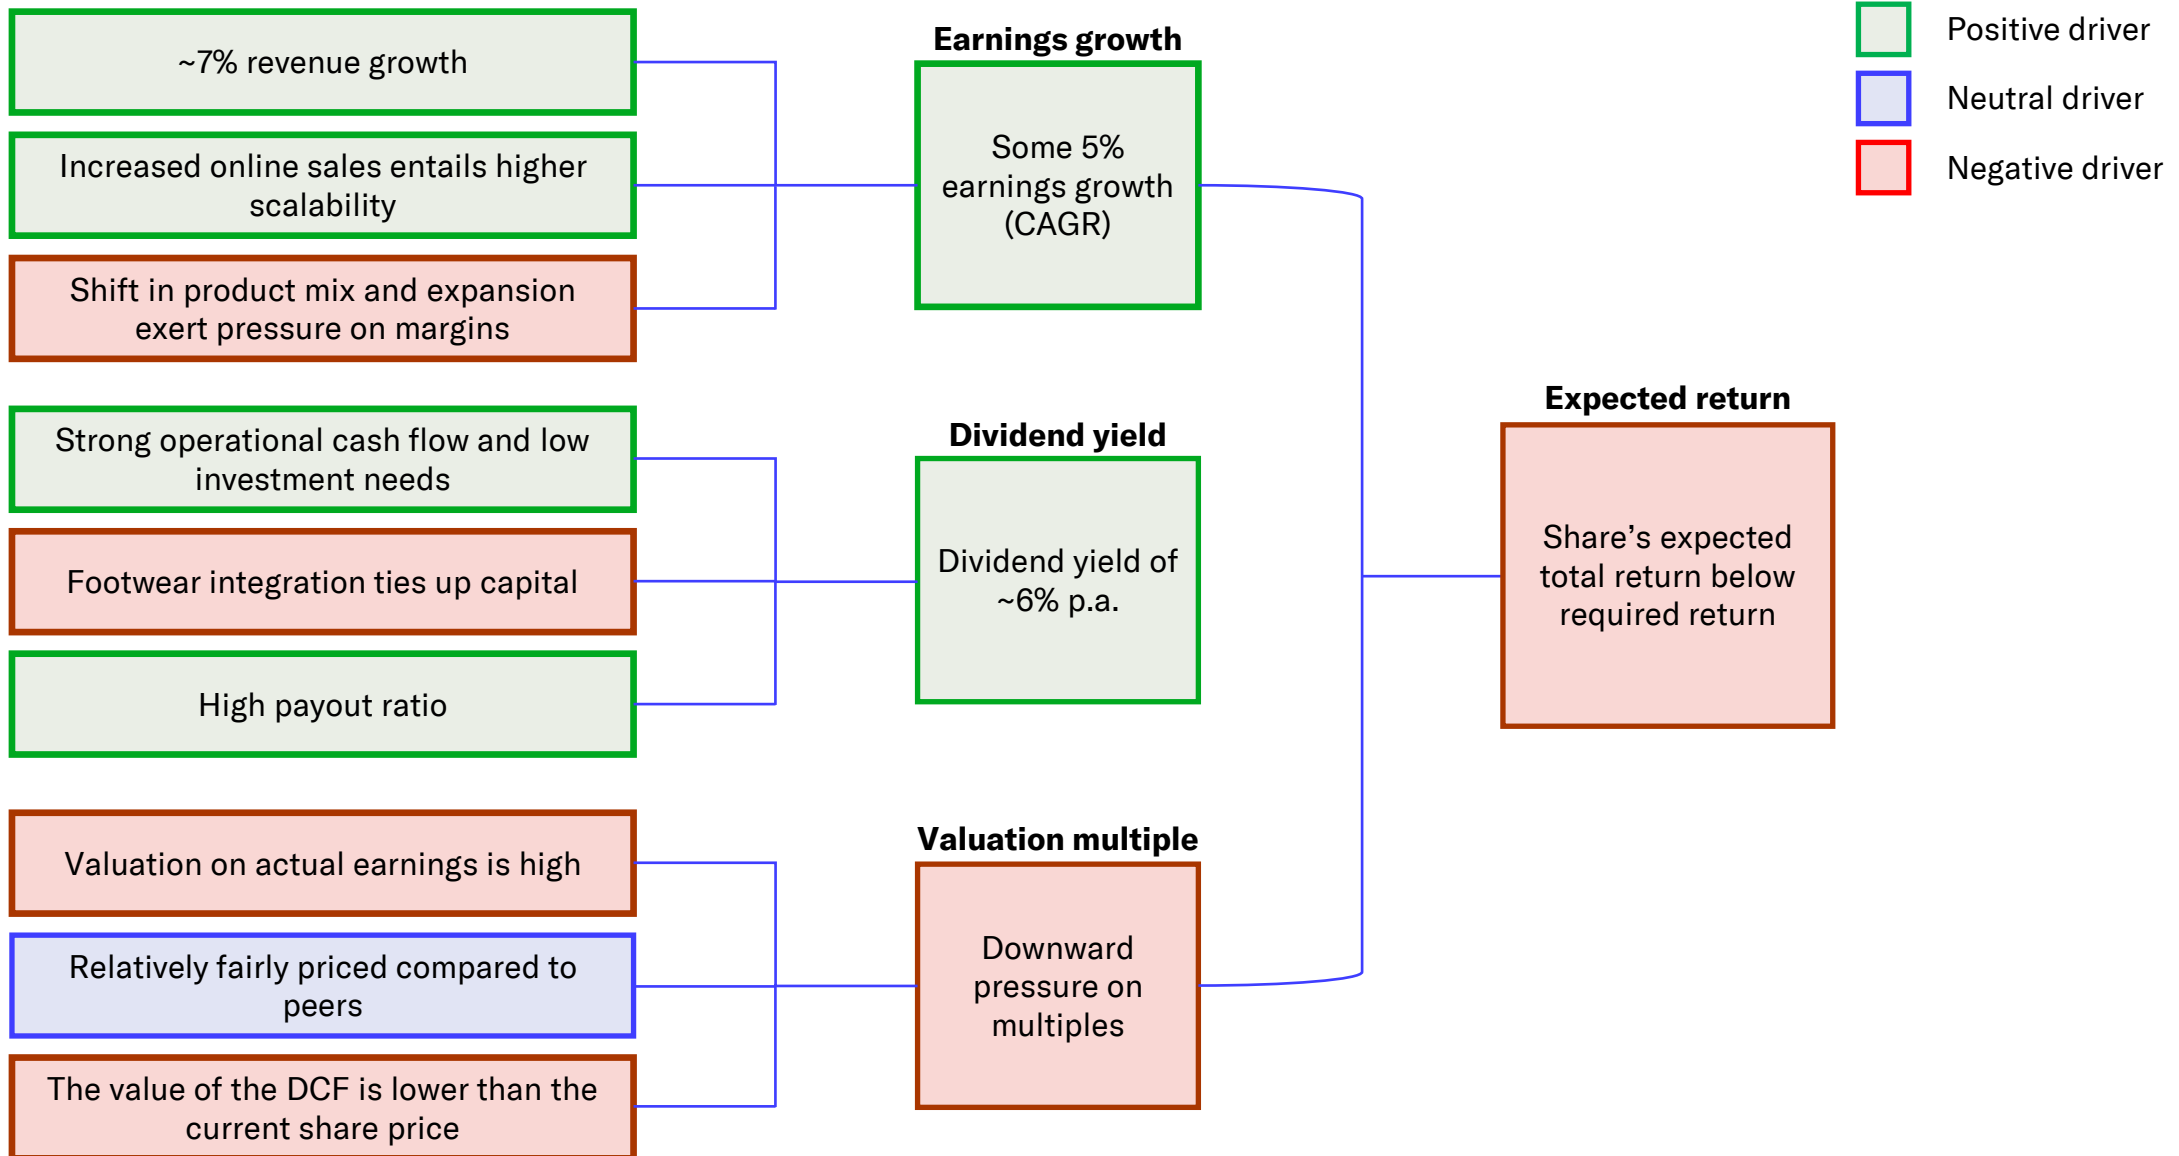 ~7% revenue growth
Increased online sales entails higher
scalability
Shift in product mix and expansion
exert pressure on margins
Earnings growth
Some 5%
earnings growth
(CAGR)
Strong operational cash flow and low
investment needs
Footwear integration ties up capital
High payout ratio
Dividend yield
Dividend yield of
~6% p.a.
Valuation on actual earnings is high
Relatively fairly priced compared to
peers
The value of the DCF is lower than the
current share price
Valuation multiple
Downward
pressure on
multiples
Expected return
Share’s expected
total return below
required return
Positive driver
Neutral driver
Negative driver